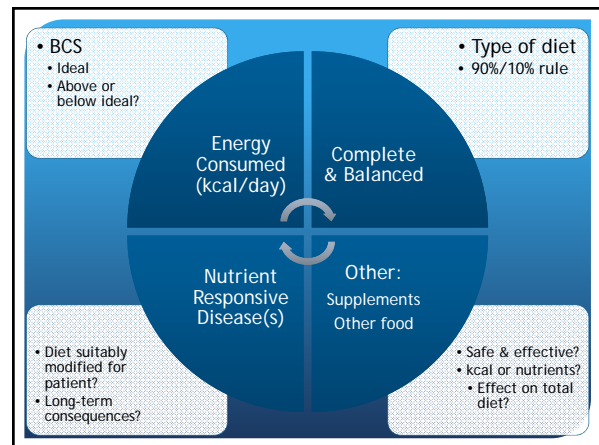 • BCS
• Ideal
• Above or
below ideal?
• Type of diet
• 90%/10% rule
Energy
Consumed
(kcal/day)
Complete
& Balanced
Nutrient
Responsive
Disease(s)
Other:
Supplements
Other food
• Diet suitably
modified for
patient?
• Long-term
consequences?
• Safe & effective?
• kcal or nutrients?
• Effect on total
diet?